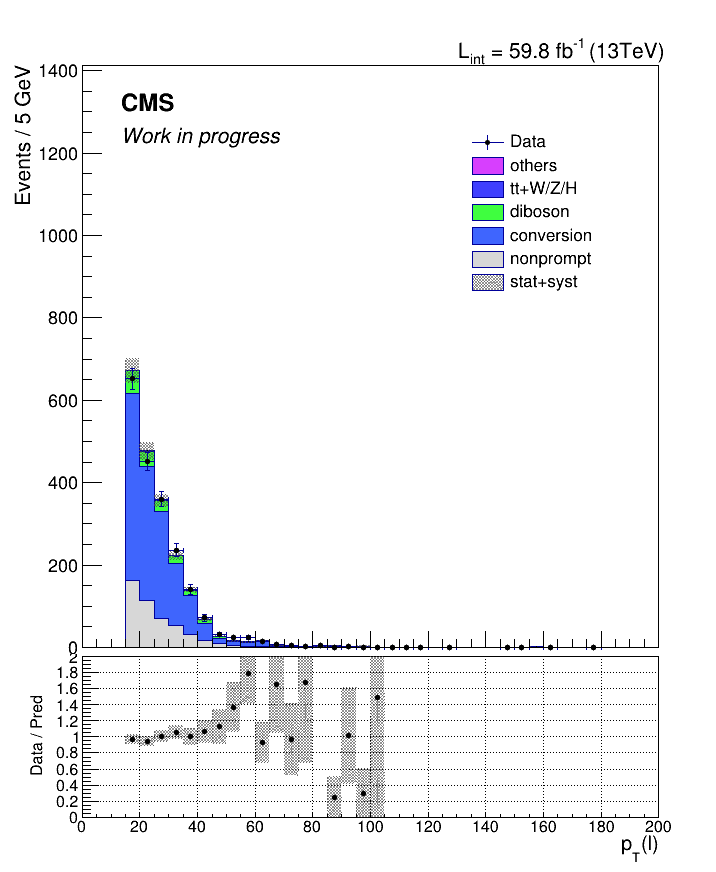 L_int = 59.8 fb^-1 (13TeV)
Events / 5 GeV
1400
1200
1000
800
600
400
200
0
CMS
Work in progress
Data
others
tt+W/Z/H
diboson
conversion
nonprompt
stat+syst
Data / Pred
2
1.8
1.6
1.4
1.2
1
0.8
0.6
0.4
0.2
0
0 20 40 60 80 100 120 140 160 180 200
p_T(l)